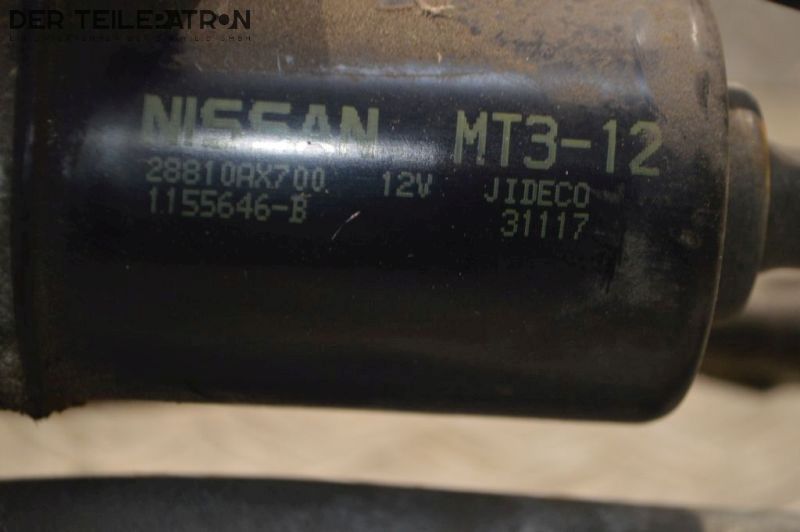 DER TEILEPATRON
NISSAN MT3-12
28810AX700 12V JIDECO
1155646-B 31117